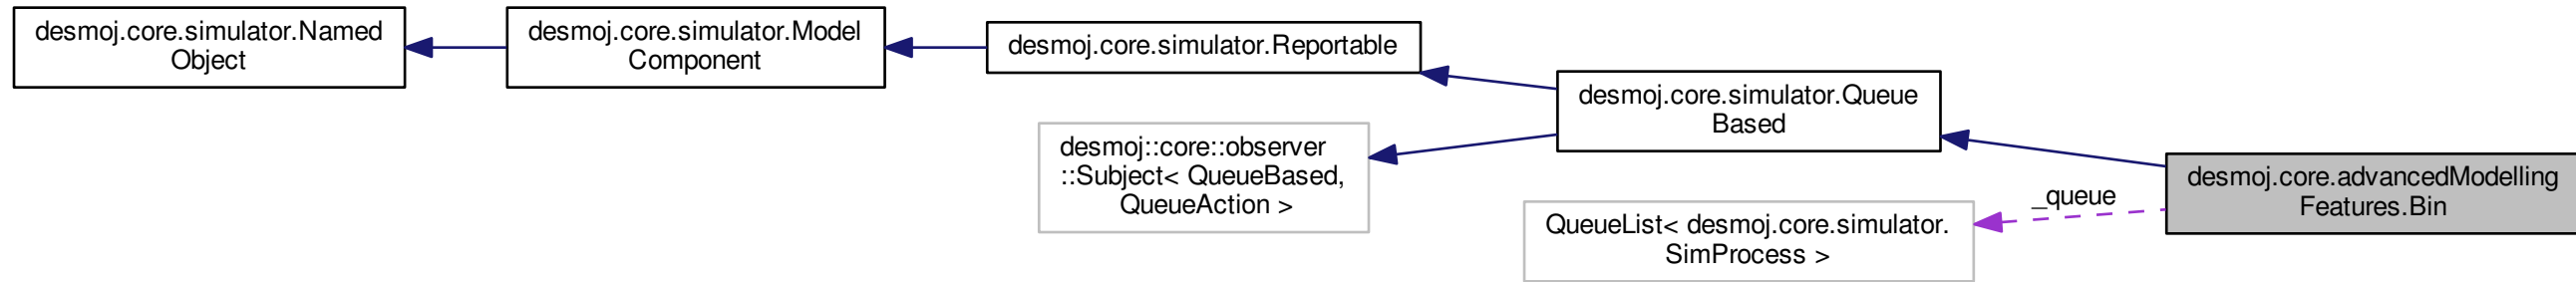 desmoj.core.simulator.Named
Object
desmoj.core.simulator.Model
Component
desmoj.core.simulator.Reportable
desmoj.core.simulator.Queue
Based
desmoj::core::observer
::Subject< QueueBased,
QueueAction >
QueueList< desmoj.core.simulator.
SimProcess >
_queue
desmoj.core.advancedModelling
Features.Bin